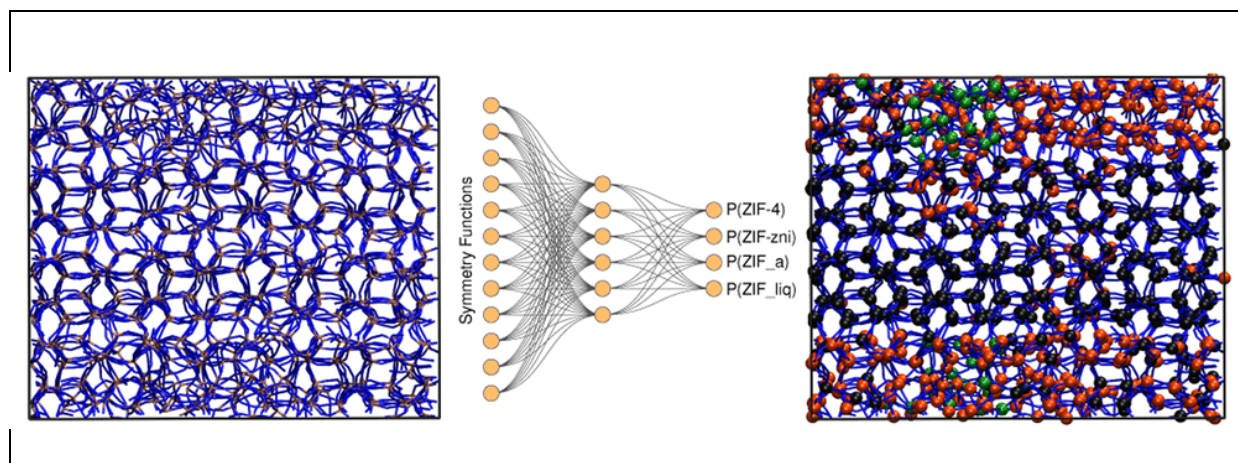 Symmetry Functions
P(ZIF-4)
P(ZIF-zni)
P(ZIF_a)
P(ZIF_liq)